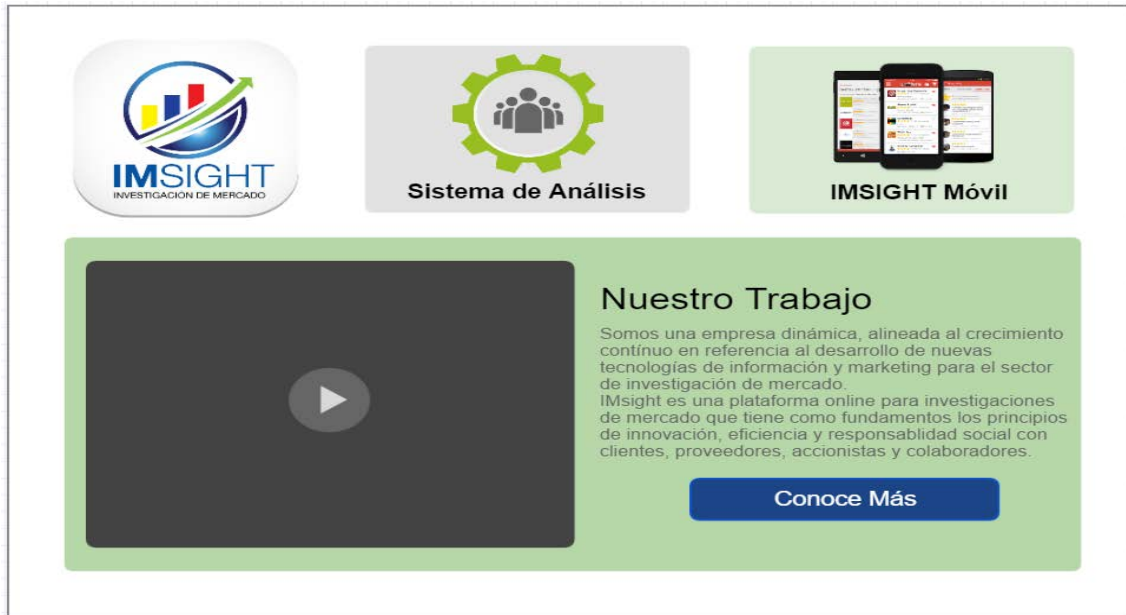 IMSIGHT
INVESTIGACIÓN DE MERCADO
Sistema de Análisis
IMSIGHT Móvil
Nuestro Trabajo
Somos una empresa dinámica, alineada al crecimiento
contínuo en referencia al desarrollo de nuevas
tecnologías de información y marketing para el sector
de investigación de mercado.
IMsight es una plataforma online para investigaciones
de mercado que tiene como fundamentos los principios
de innovación, eficiencia y responsablidad social con
clientes, proveedores, accionistas y colaboradores.
Conoce Más